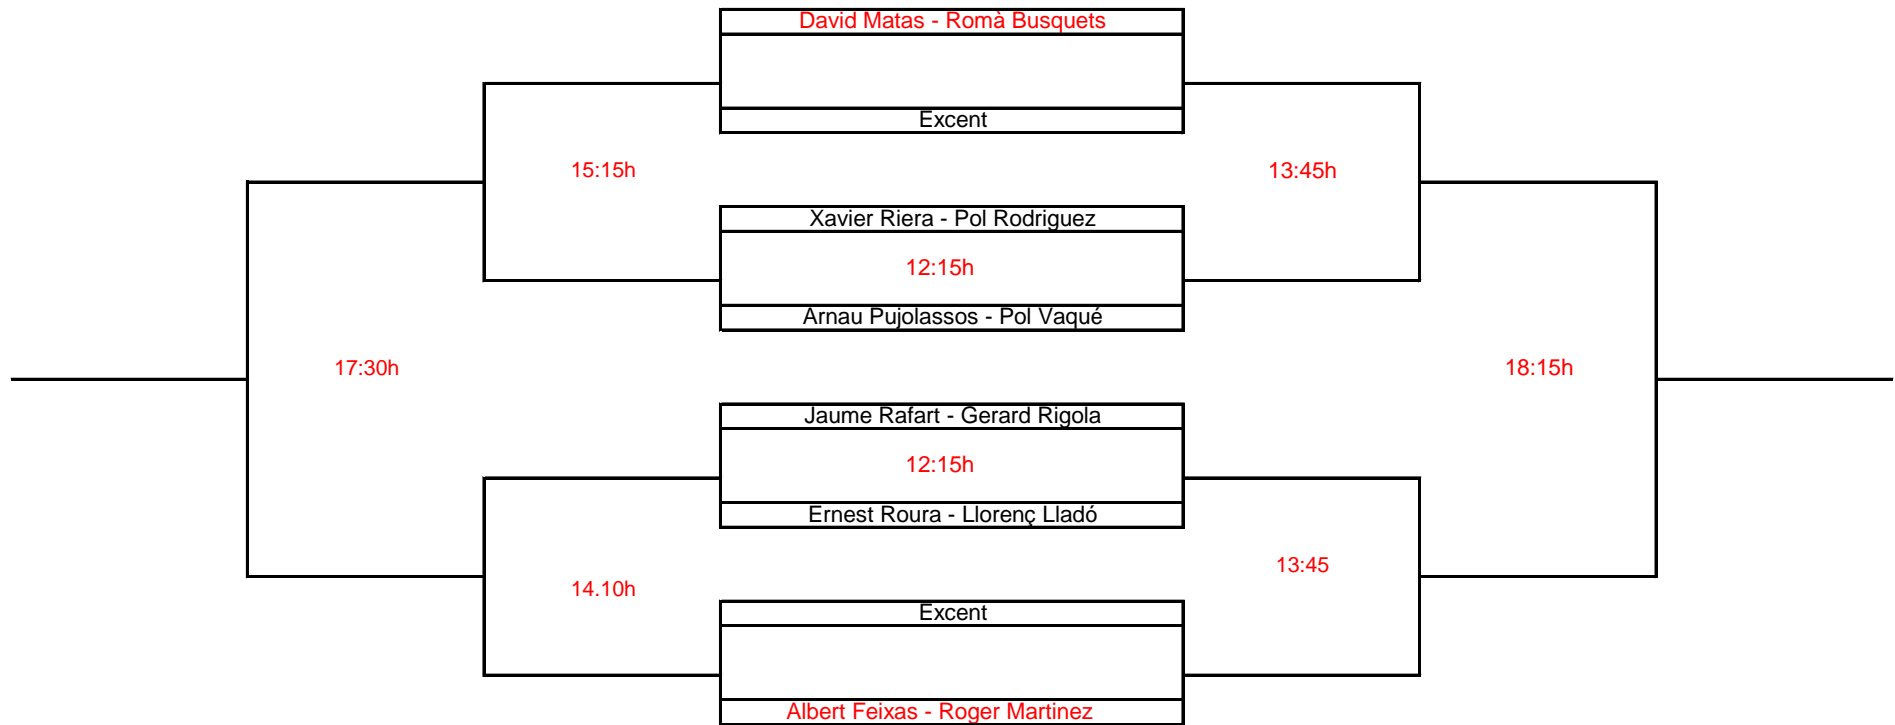 David Matas - Romà Busquets
Excent
15:15h
13:45h
Xavier Riera - Pol Rodriguez
12:15h
Arnau Pujolassos - Pol Vaqué
17:30h
18:15h
Jaume Rafart - Gerard Rigola
12:15h
Ernest Roura - Llorenç Lladó
13:45
14.10h
Excent
Albert Feixas - Roger Martinez